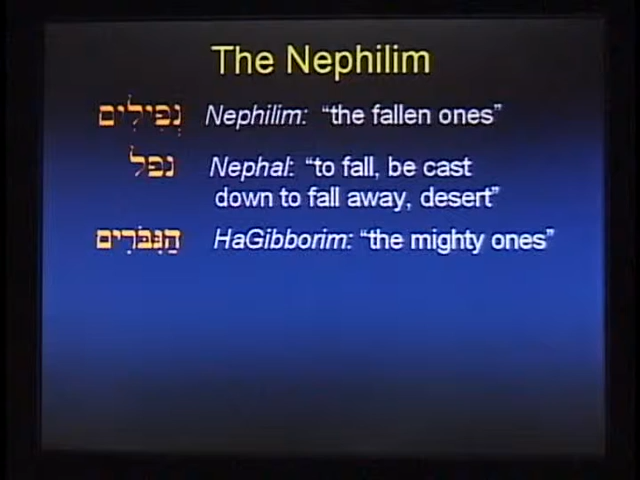 The Nephilim
נְפִילִים Nephilim: “the fallen ones”
נפל Nephal: “to fall, be cast
down to fall away, desert”
הַגִּבֹּרִים HaGibborim: “the mighty ones”